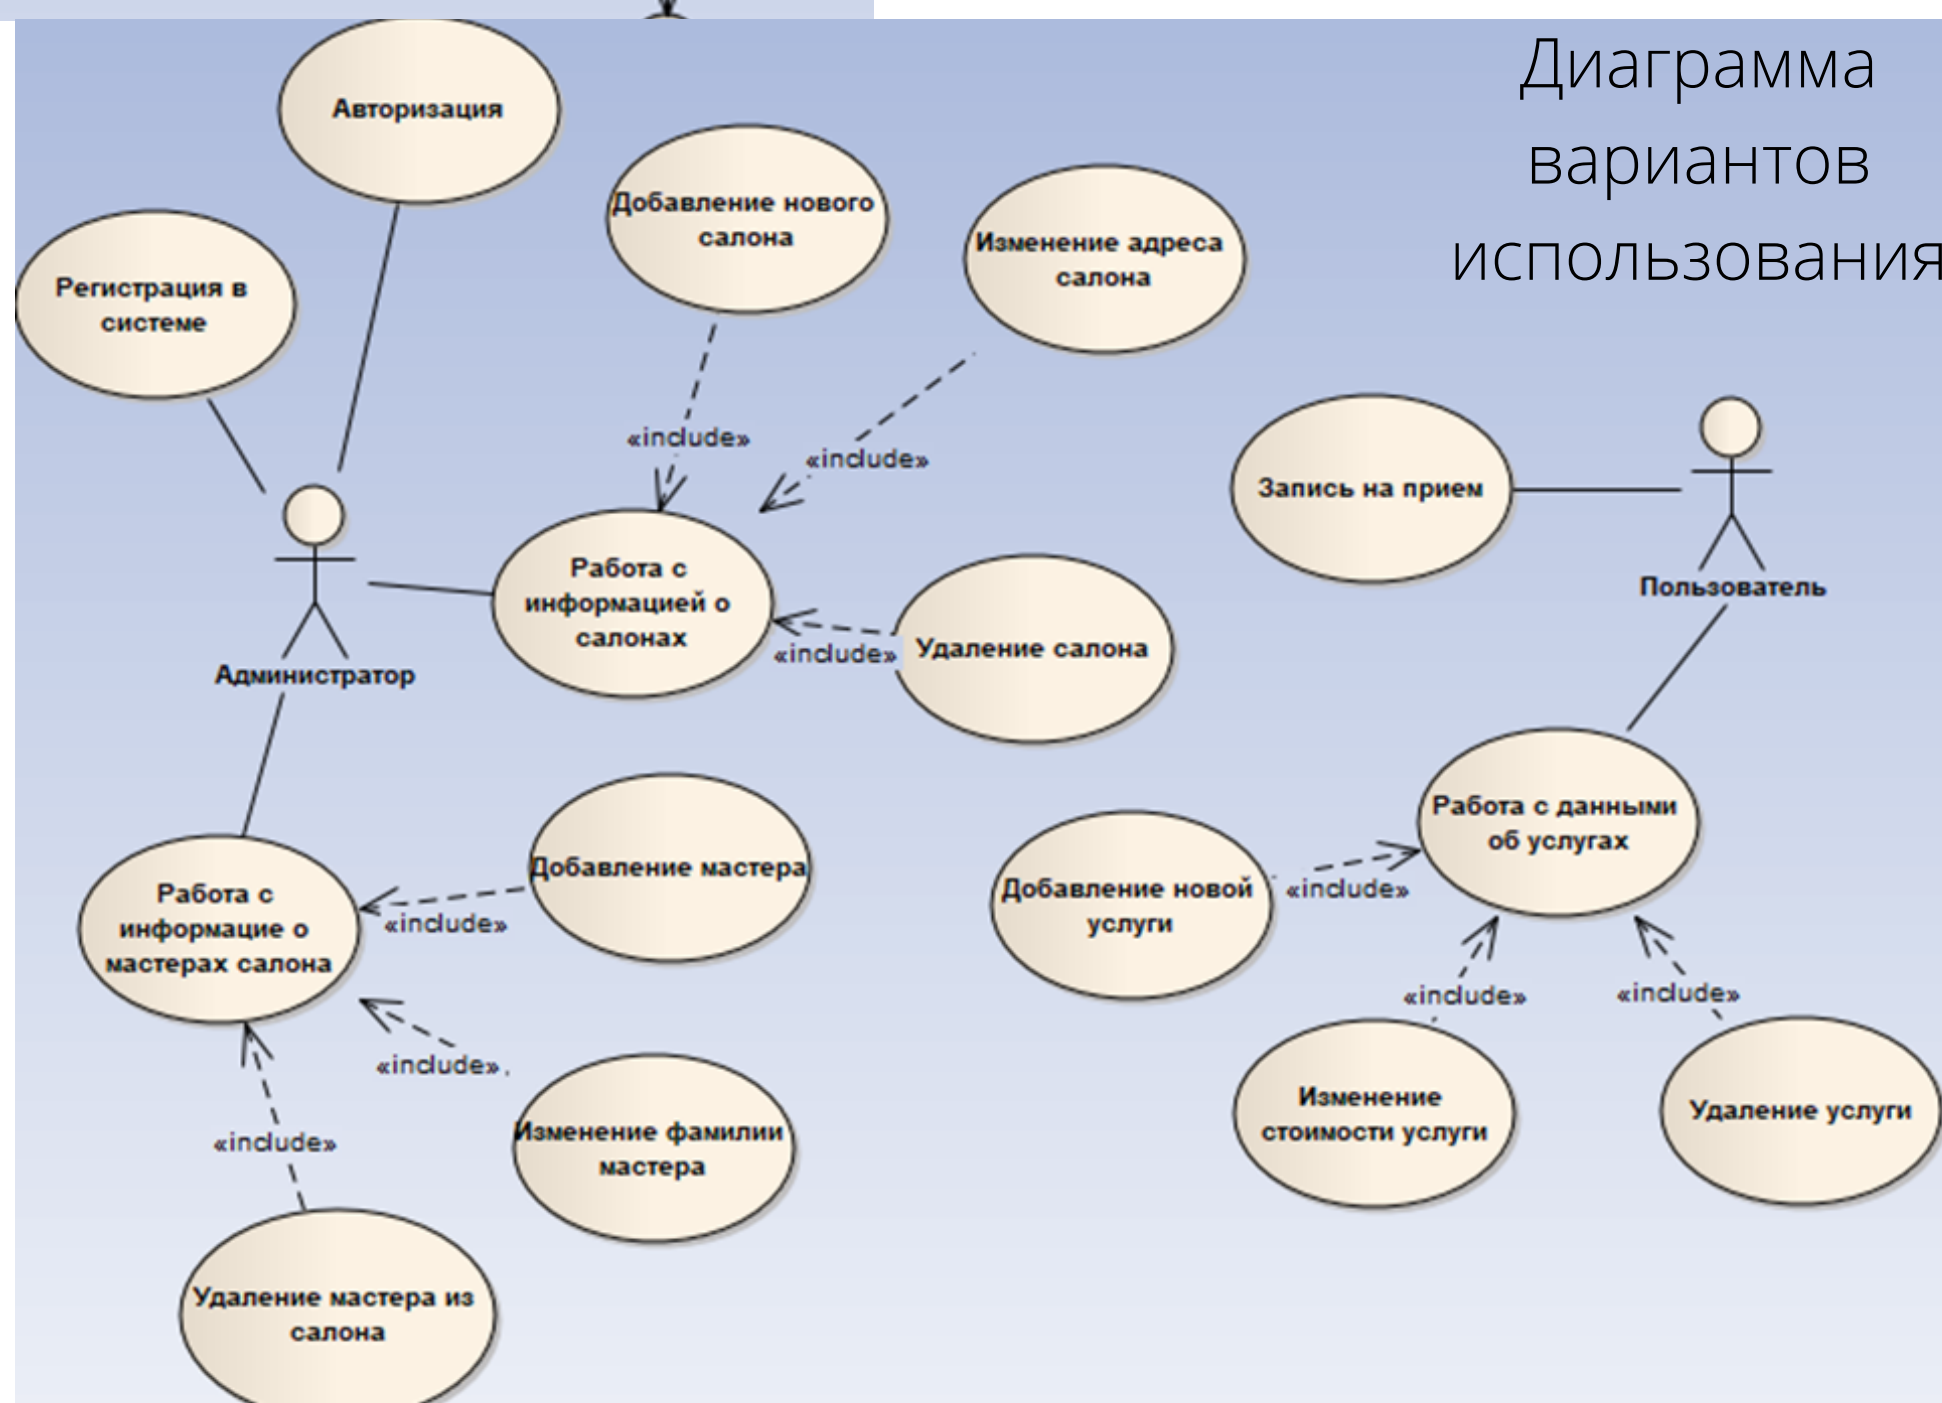 Диаграмма
вариантов
использования
Авторизация
Добавление нового
салона
Изменение адреса
салона
Регистрация в
системе
«include»
«include»
Запись на прием
Работа с
информацией о
салонах
Пользователь
Удаление салона
«include»
Администратор
Работа с данными
об услугах
Добавление мастера
Добавление новой
услуги
«include»
Работа с
информацие о
мастерах салона
«include»
«include»
«include»
«include»
Изменение
стоимости услуги
Удаление услуги
Изменение фамилии
мастера
«include»
Удаление мастера из
салона